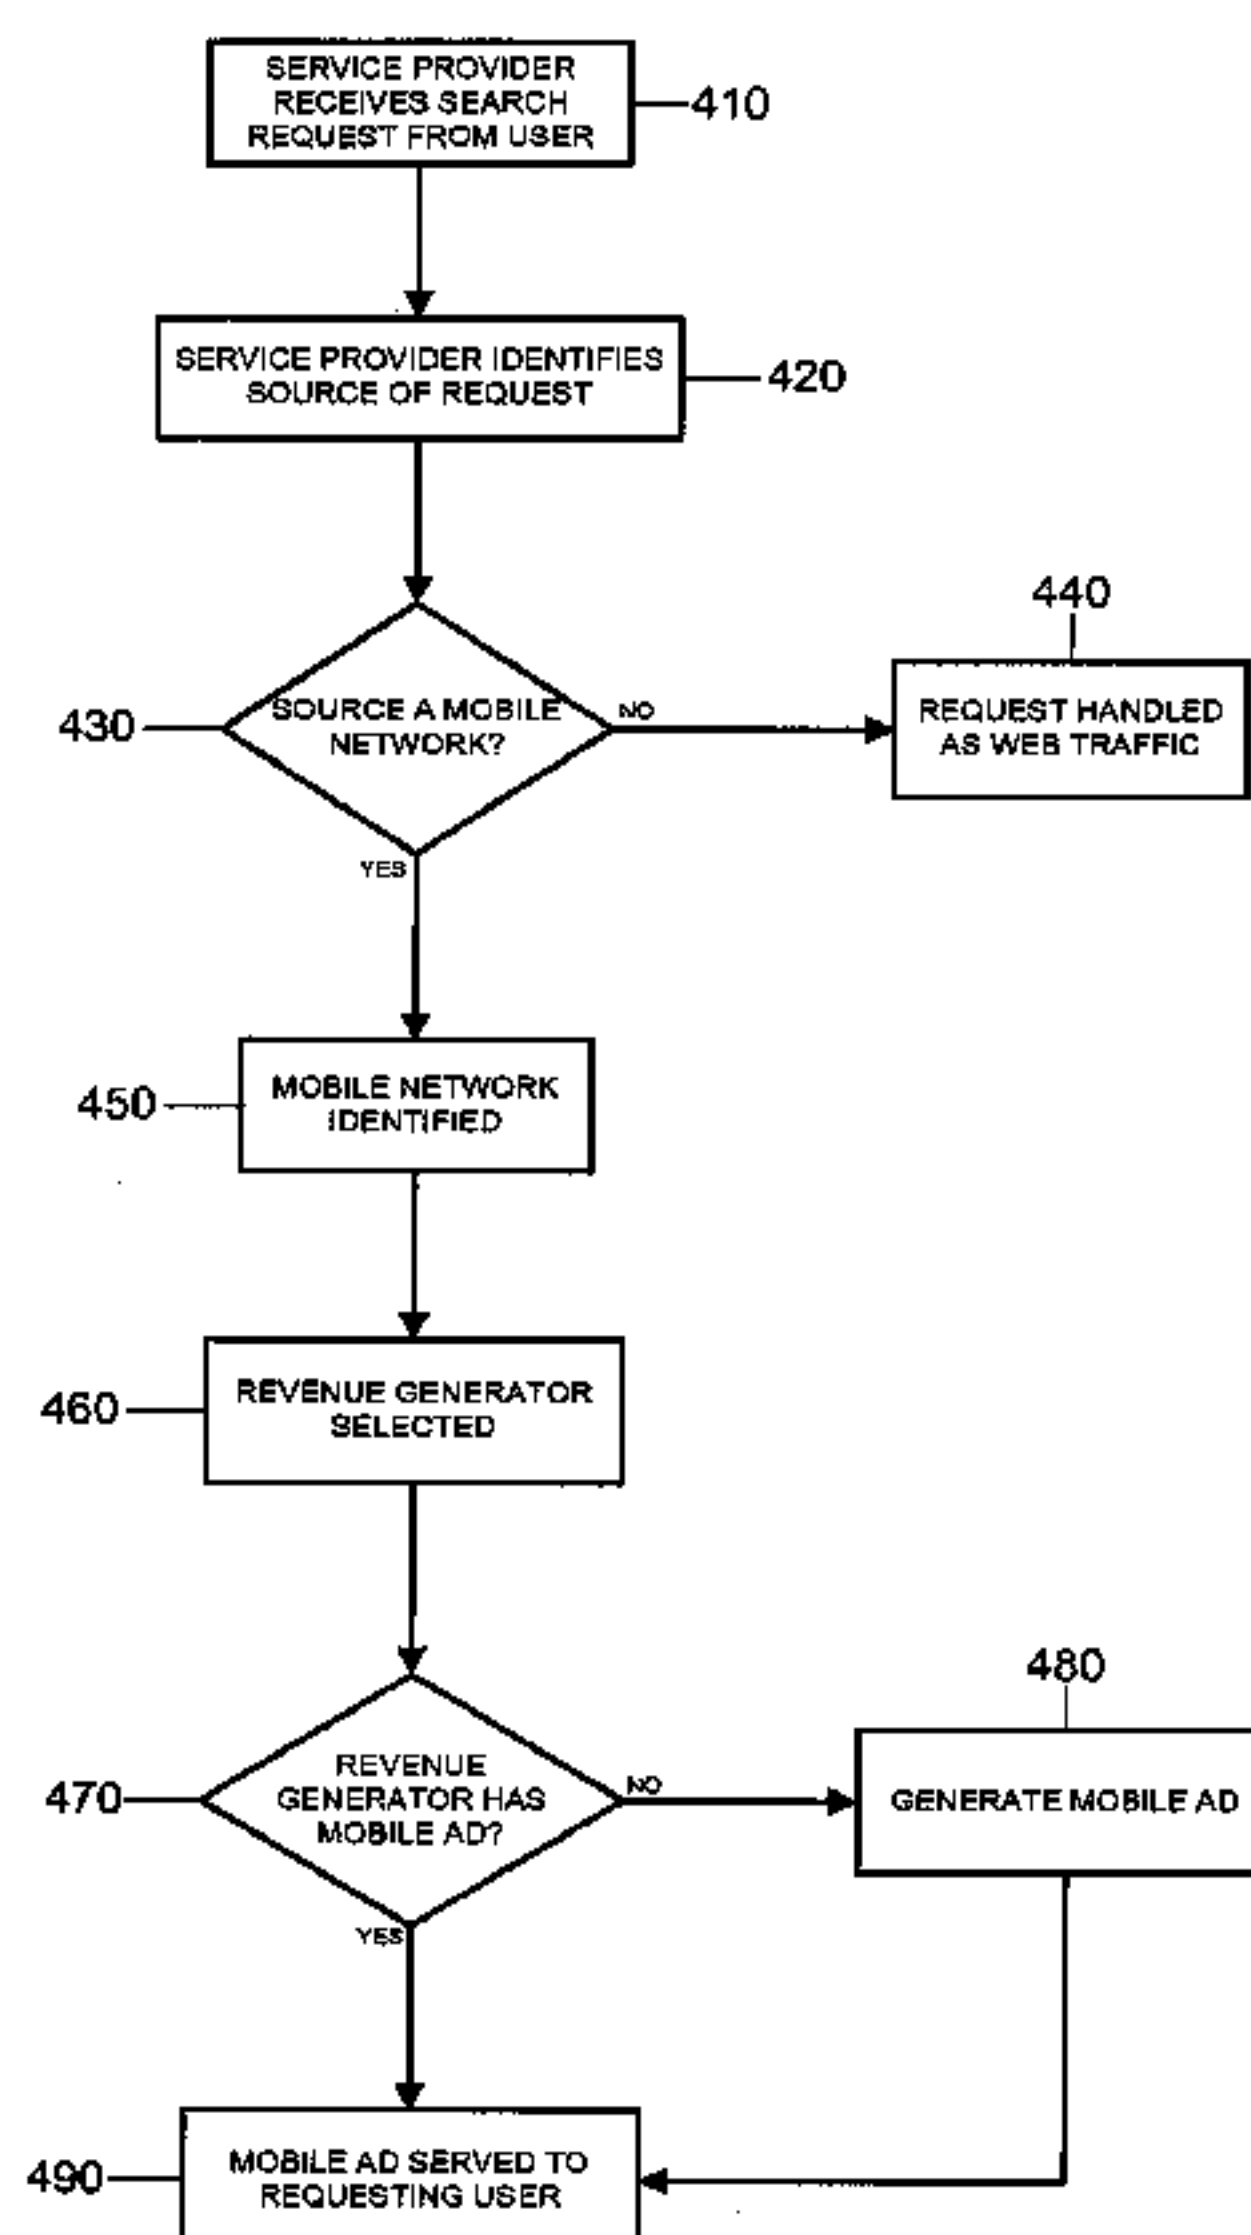 SERVICE PROVIDER
RECEIVES SEARCH
REQUEST FROM USER
410
SERVICE PROVIDER IDENTIFIES
SOURCE OF REQUEST
420
430
SOURCE A MOBILE
NETWORK?
NO
YES
440
REQUEST HANDLED
AS WEB TRAFFIC
450
MOBILE NETWORK
IDENTIFIED
460
REVENUE GENERATOR
SELECTED
470
REVENUE
GENERATOR HAS
MOBILE AD?
NO
YES
480
GENERATE MOBILE AD
490
MOBILE AD SERVED TO
REQUESTING USER